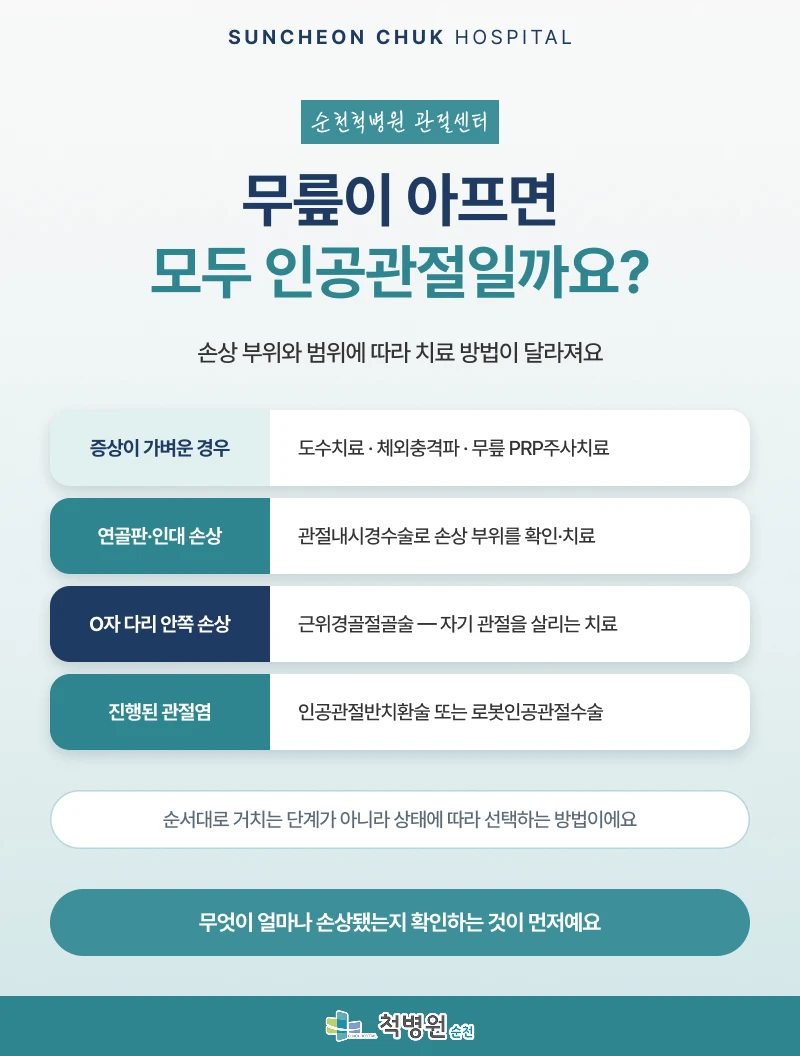 SUNCHEON CHUK HOSPITAL
순천척병원 관절센터
무릎이 아프면
모두 인공관절일까요?
손상 부위와 범위에 따라 치료 방법이 달라져요
증상이 가벼운 경우
도수치료 · 체외충격파 · 무릎 PRP주사치료
연골판·인대 손상
관절내시경수술로 손상 부위를 확인·치료
O자 다리 안쪽 손상
근위경골절골술 — 자기 관절을 살리는 치료
진행된 관절염
인공관절반치환술 또는 로봇인공관절수술
순서대로 거치는 단계가 아니라 상태에 따라 선택하는 방법이에요
무엇이 얼마나 손상됐는지 확인하는 것이 먼저예요
척병원 순천